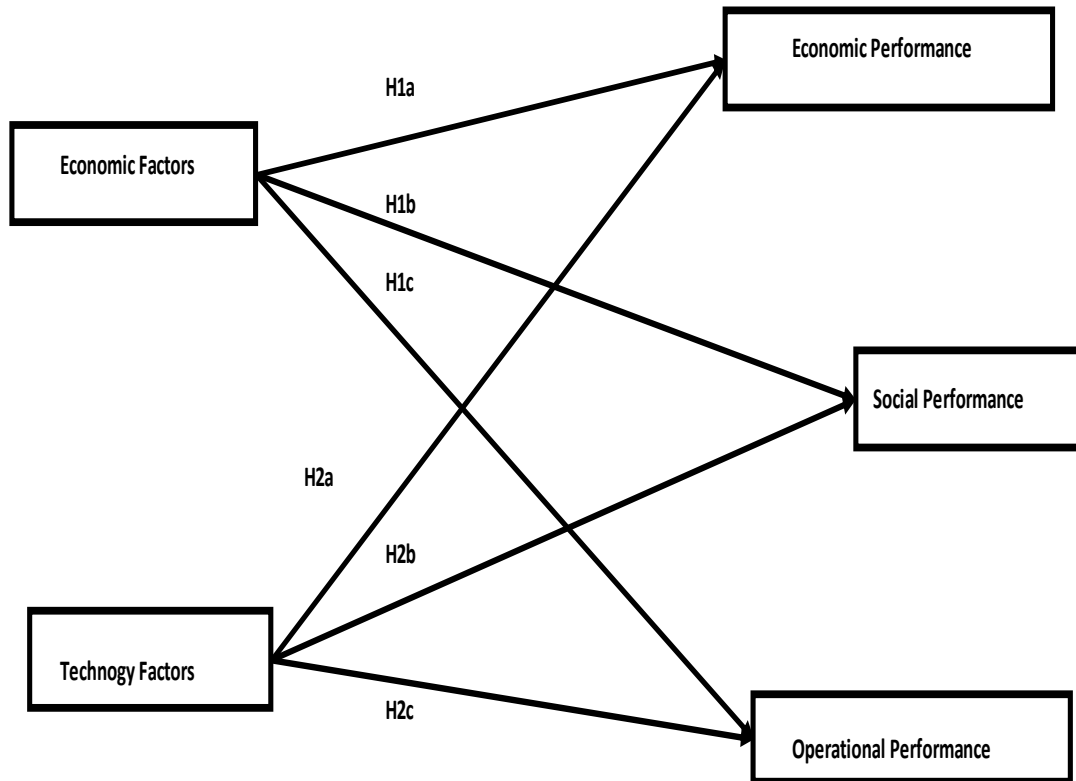 Economic Performance
H1a
Economic Factors
H1b
H1c
Social Performance
H2a
H2b
Technogy Factors
H2c
Operational Performance